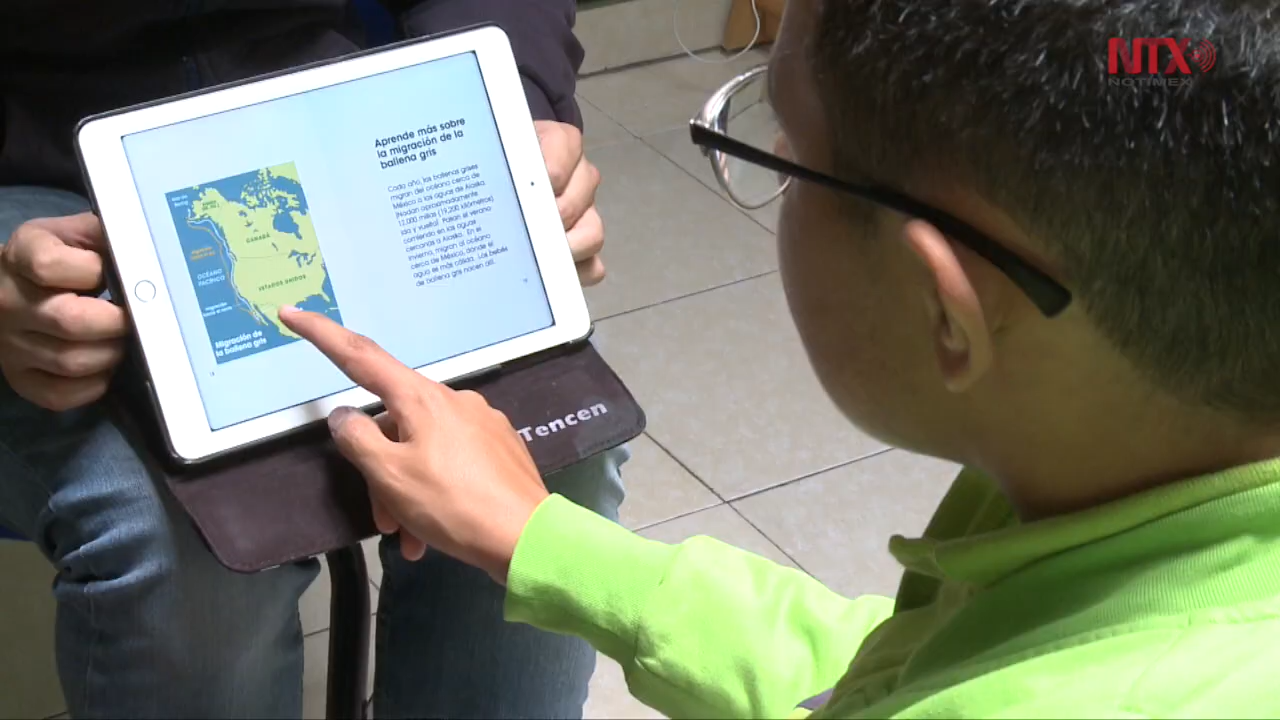 NTX
NOTIMEX
Aprende más sobre
la migración de la
ballena gris
Cada año, las ballenas grises
migran del océano cerca de
México a las aguas de Alaska.
(Nadan aproximadamente
12,000 millas (19,200 kilómetros)
ida y vuelta). Pasan el verano
comiendo en las aguas
cercanas a Alaska. En el
invierno, migran al océano
cerca de México, donde el
agua es más cálida. Los bebés
de ballena gris nacen allí.
CANADÁ
OCÉANO
PACÍFICO
ESTADOS UNIDOS
Migración de
la ballena gris
Tencen